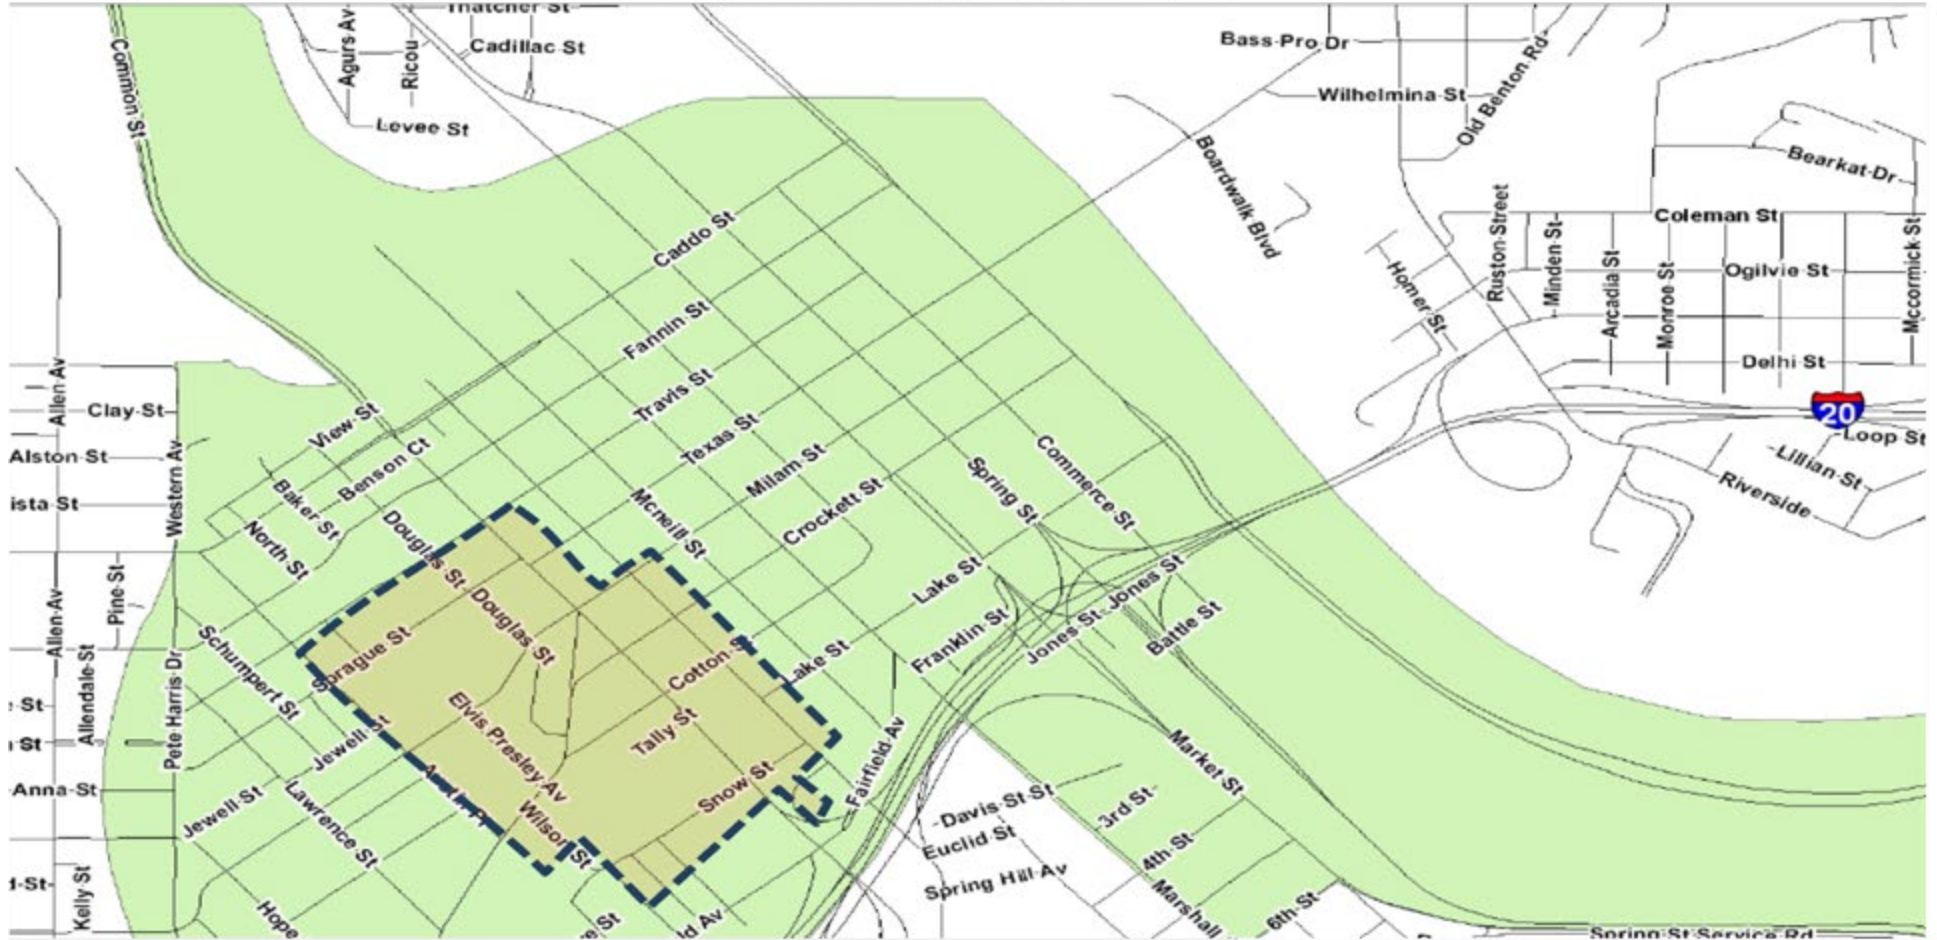 Thatcher St
Common St
Agurs Av
Ricou
Cadillac St
Levee St
Bass Pro Dr
Wilhelmina St
Old Benton Rd
Boardwalk Blvd
Bearkat Dr
Coleman St
Ruston Street
Minden St
Arcadia St
Monroe St
Ogilvie St
Mccormick St
Homer St
Delhi St
20
Loop St
Lillian St
Riverside
Caddo St
Fannin St
Travis St
Texas St
Milam St
Crockett St
Mcneill St
Spring St
Commerce St
Allen Av
Clay St
Alston St
ista St
Western Av
View St
Benson Ct
Baker St
North St
Douglas St
Douglas St
Pine St
Allen Av
Allendale St
Pete Harris Dr
Schumpert St
Sprague St
Jewell St
Elvis Presley Av
Cotton S
Tally St
Lake St
Lake St
Franklin St
Jones St
Jones St
Battle St
Fairfield Av
Market St
Snow St
Wilson St
Austin Pl
Lawrence St
Jewell St
Anna St
Kelly St
Hope
Davis St St
Euclid St
Spring Hill Av
3rd St
4th St
Marshall
6th St
Spring St Service Rd
e St
ld Av